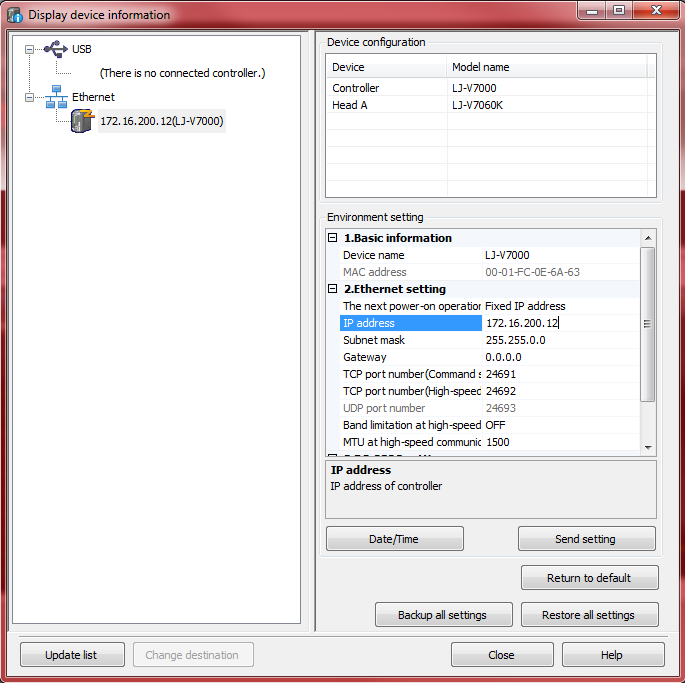 Display device information
USB
(There is no connected controller.)
Ethernet
172.16.200.12(LJ-V7000)
Device configuration
Device Model name
Controller LJ-V7000
Head A LJ-V7060K
Environment setting
1.Basic information
Device name LJ-V7000
MAC address 00-01-FC-0E-6A-63
2.Ethernet setting
The next power-on operation Fixed IP address
IP address 172.16.200.12
Subnet mask 255.255.0.0
Gateway 0.0.0.0
TCP port number(Command s 24691
TCP port number(High-speed 24692
UDP port number 24693
Band limitation at high-speed OFF
MTU at high-speed communic 1500
IP address
IP address of controller
Date/Time Send setting
Return to default
Backup all settings Restore all settings
Update list Change destination Close Help